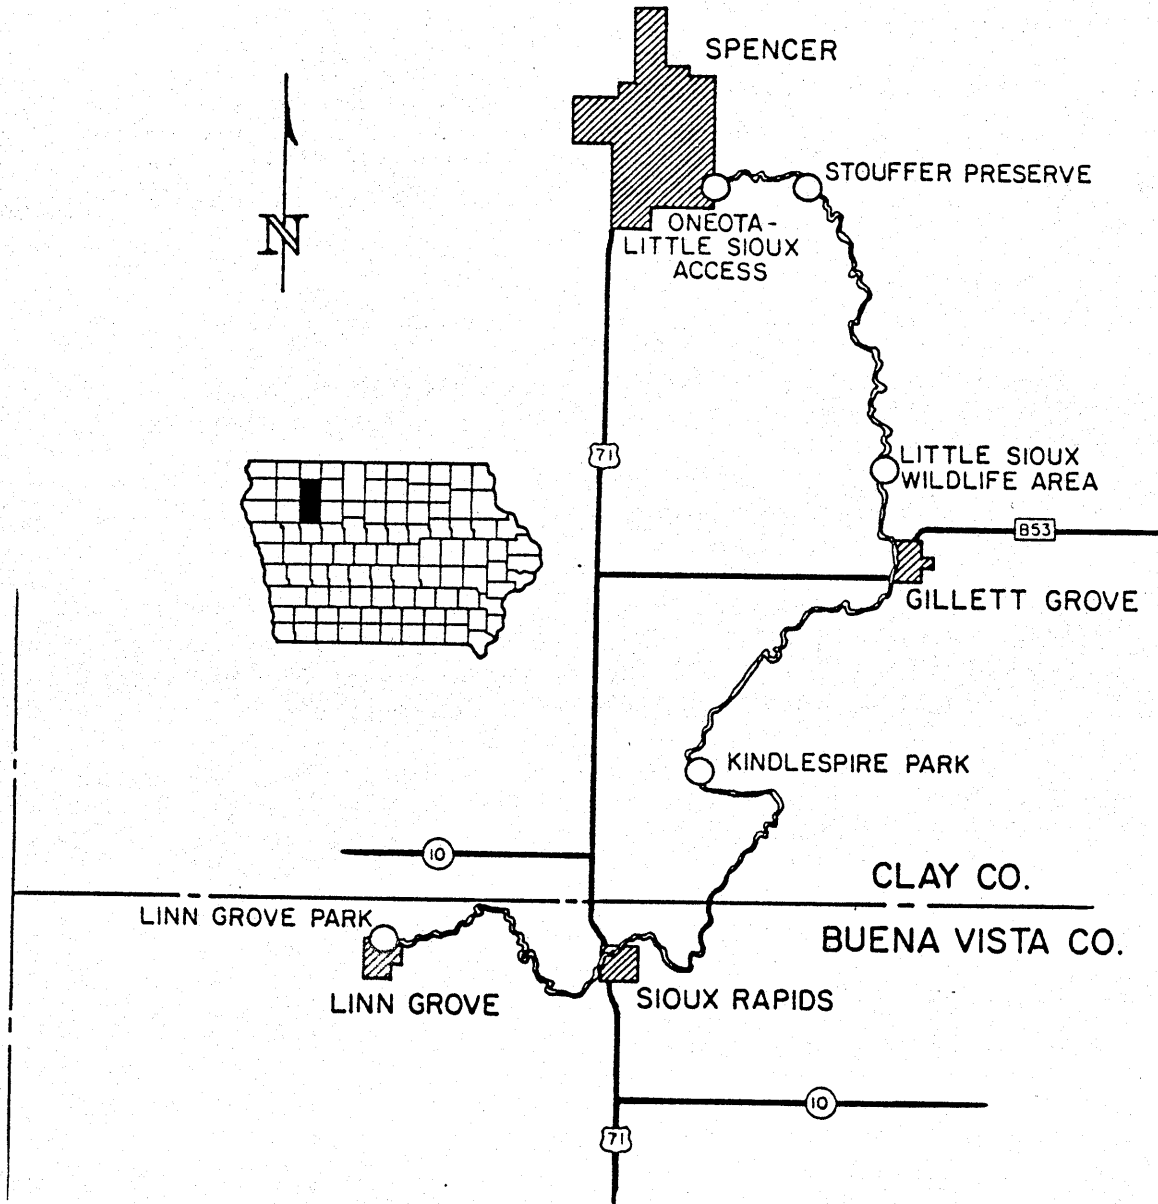 SPENCER
STOUFFER PRESERVE
ONEOTA-
LITTLE SIOUX
ACCESS
N
71
LITTLE SIOUX
WILDLIFE AREA
B53
GILLETT GROVE
KINDLESPIRE PARK
10
CLAY CO.
LINN GROVE PARK
BUENA VISTA CO.
LINN GROVE
SIOUX RAPIDS
10
71